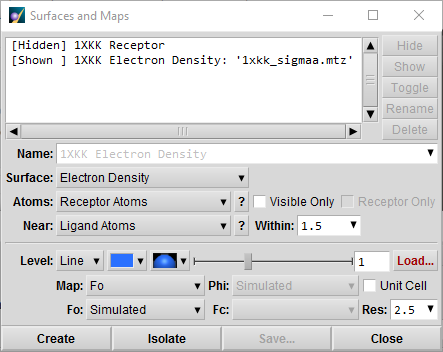 Surfaces and Maps
[Hidden] 1XKK Receptor
[Shown ] 1XKK Electron Density: '1xkk_sigmaa.mtz'
Hide
Show
Toggle
Rename
Delete
Name: 1XKK Electron Density
Surface: Electron Density
Atoms: Receptor Atoms ? Visible Only Receptor Only
Near: Ligand Atoms ? Within: 1.5
Level: Line 1 Load...
Map: Fo Phi: Simulated Unit Cell
Fo: Simulated Fc: Res: 2.5
Create Isolate Save... Close